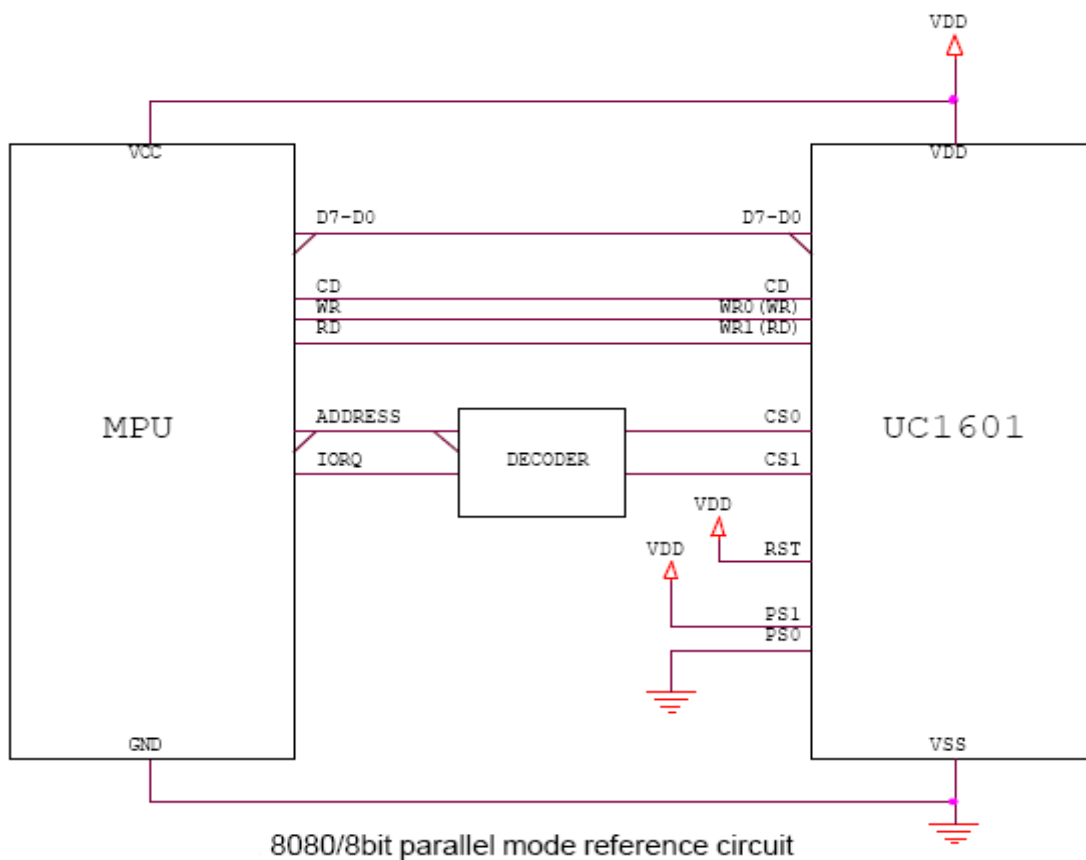 VDD
VCC
VDD
D7-D0
D7-D0
CD
CD
WR
WR0(WR)
RD
WR1(RD)
MPU
ADDRESS
CS0
UC1601
IORQ
DECODER
CS1
VDD
VDD
RST
PS1
PS0
GND
VSS
8080/8bit parallel mode reference circuit